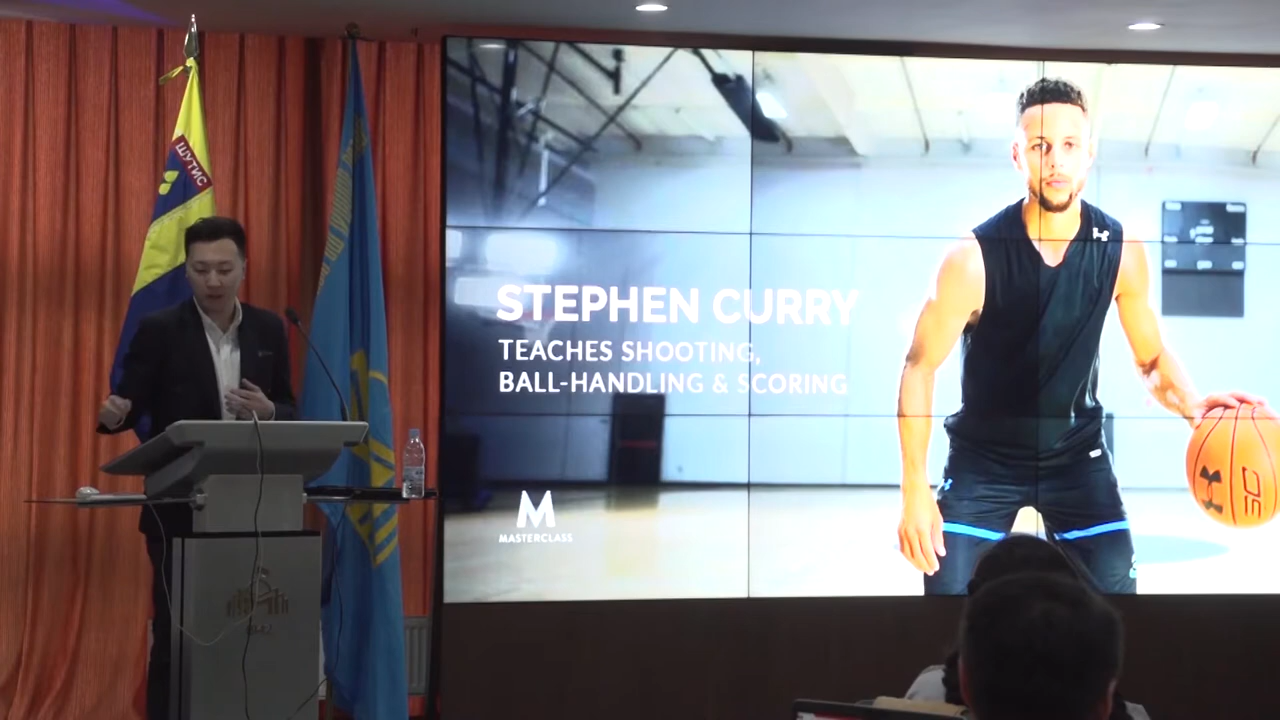 ШУТИС
STEPHEN CURRY
TEACHES SHOOTING,
BALL-HANDLING & SCORING
M
MASTERCLASS